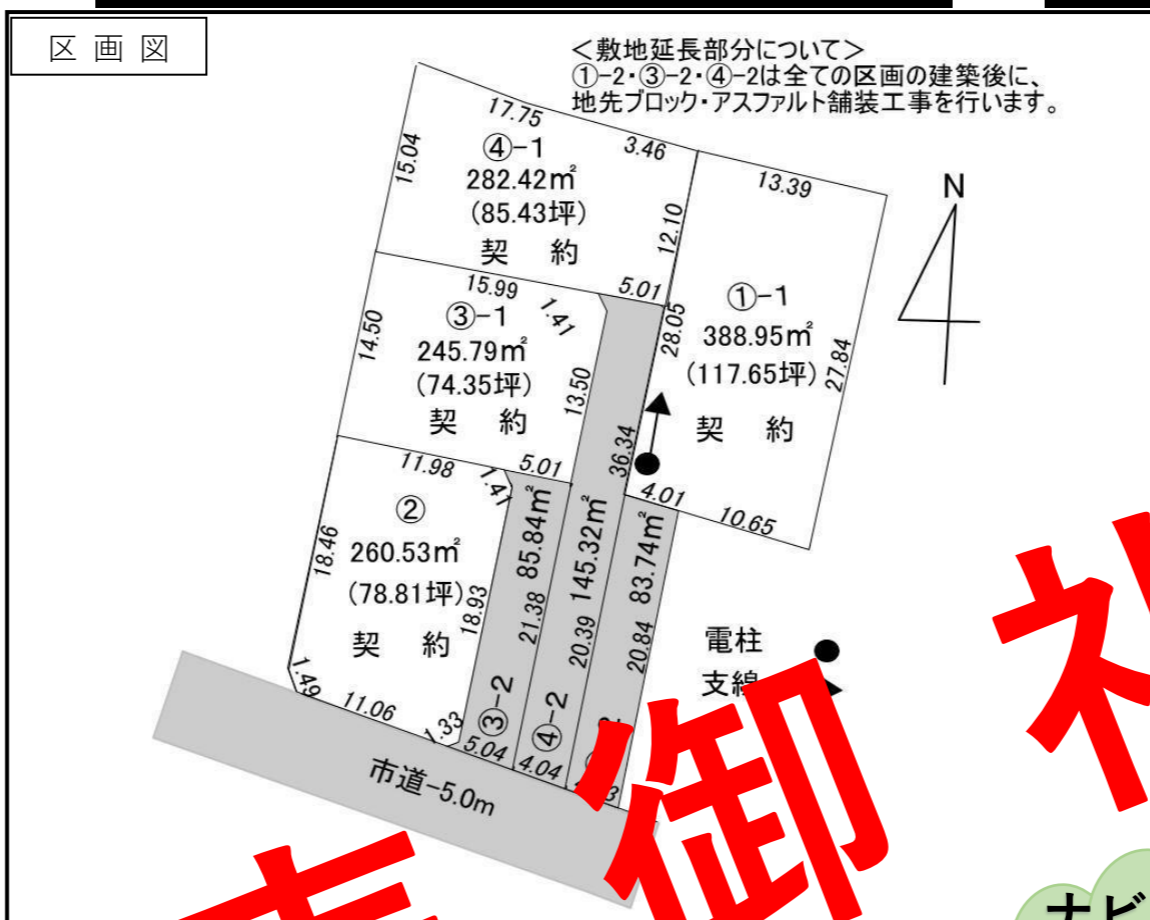 区画図
＜敷地延長部分について＞
①-2・③-2・④-2は全ての区画の建築後に、
地先ブロック・アスファルト舗装工事を行います。
17.75
3.46
15.04
④-1
282.42㎡
(85.43坪)
契 約
12.10
5.01
13.39
N
①-1
388.95㎡
(117.65坪)
契 約
28.05
27.84
15.99
1.41
③-1
245.79㎡
(74.35坪)
契 約
14.50
13.50
36.34
5.01
4.01
10.65
11.98
1.41
②
260.53㎡
(78.81坪)
契 約
18.46
18.93
1.49
11.06
1.33
85.84㎡
21.38
③-2
5.04
145.32㎡
20.39
④-2
4.04
83.74㎡
20.84
電柱
支線
市道-5.0m
御礼
ナビ